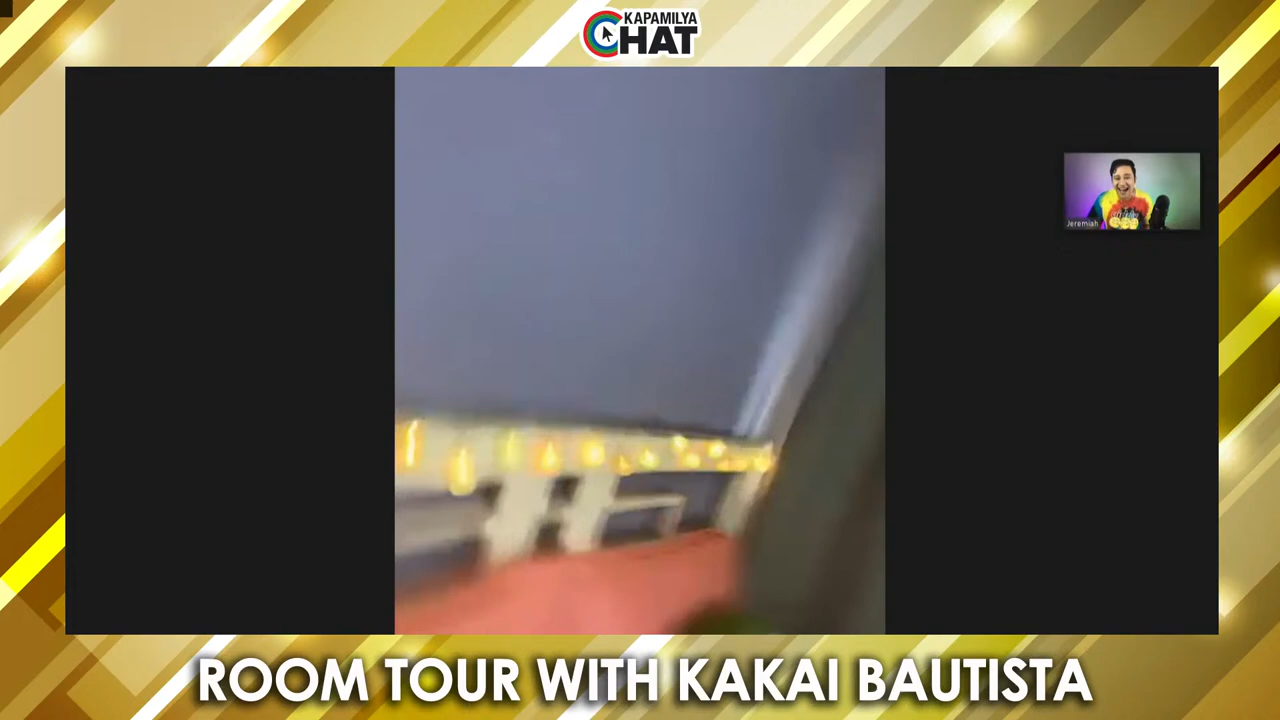 KAPAMILYA
CHAT
Jeremiah
ROOM TOUR WITH KAKAI BAUTISTA